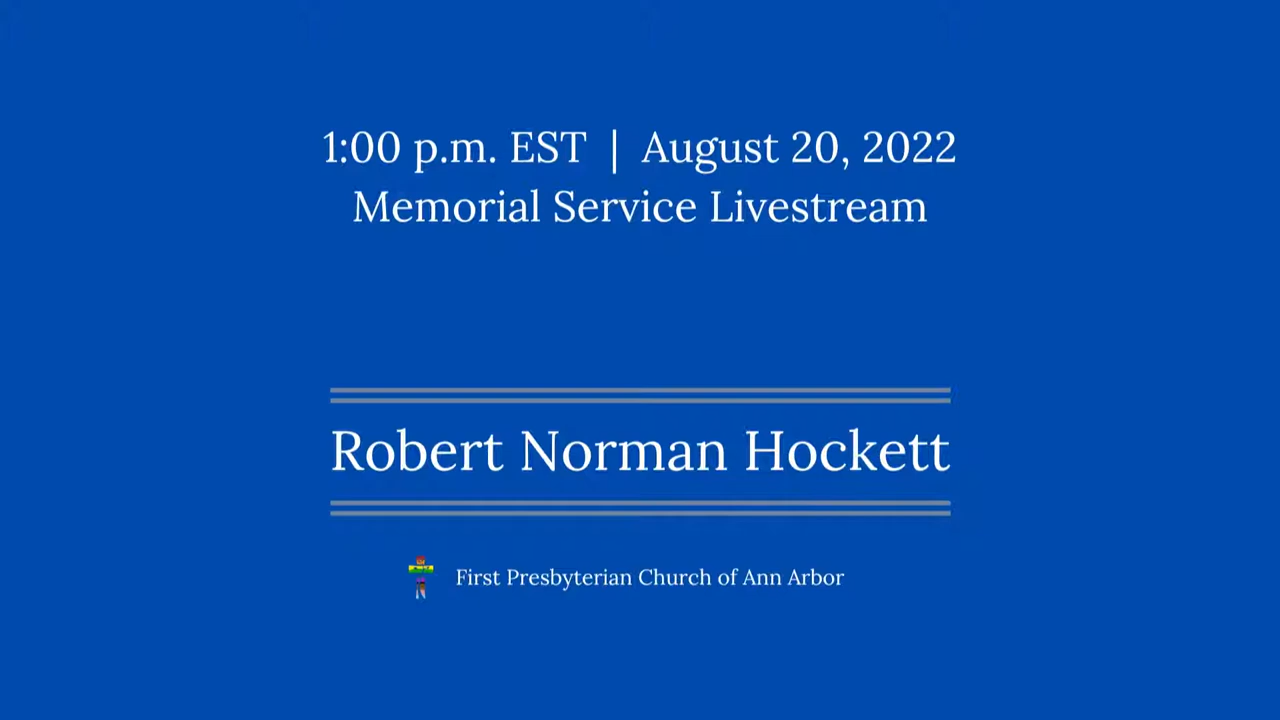 1:00 p.m. EST | August 20, 2022
Memorial Service Livestream
Robert Norman Hockett
First Presbyterian Church of Ann Arbor